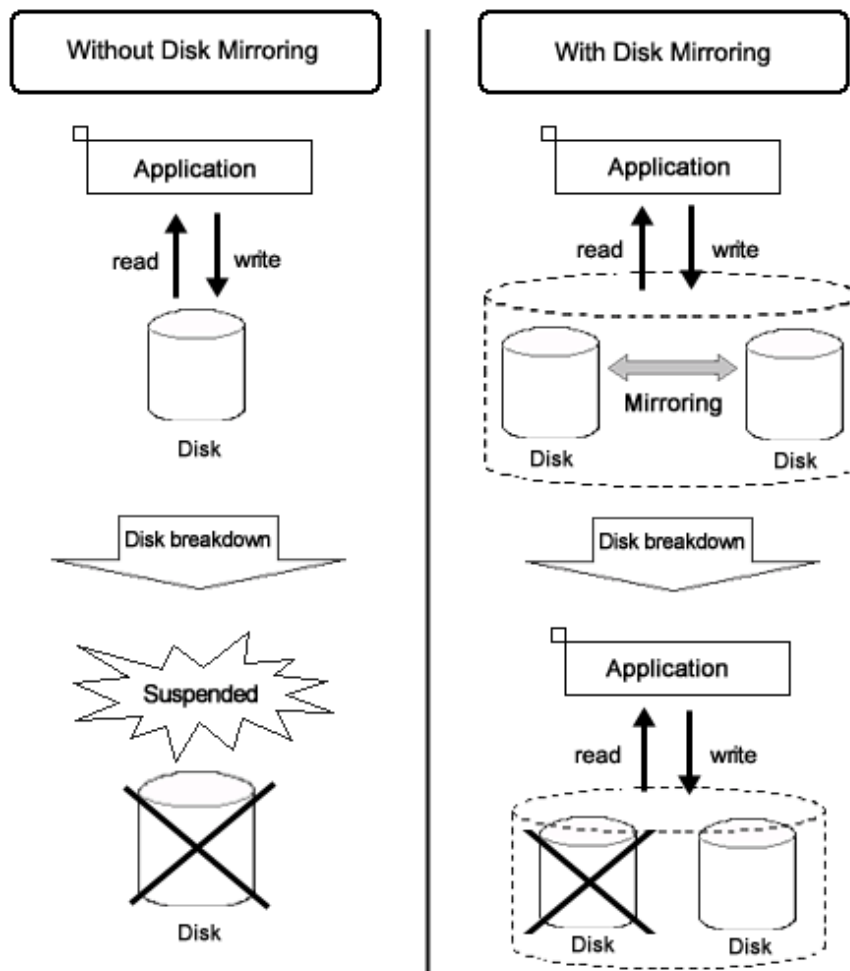 Without Disk Mirroring
Application
read
write
Disk
Disk breakdown
Suspended
Disk
With Disk Mirroring
Application
read
write
Mirroring
Disk
Disk
Disk breakdown
Application
read
write
Disk
Disk